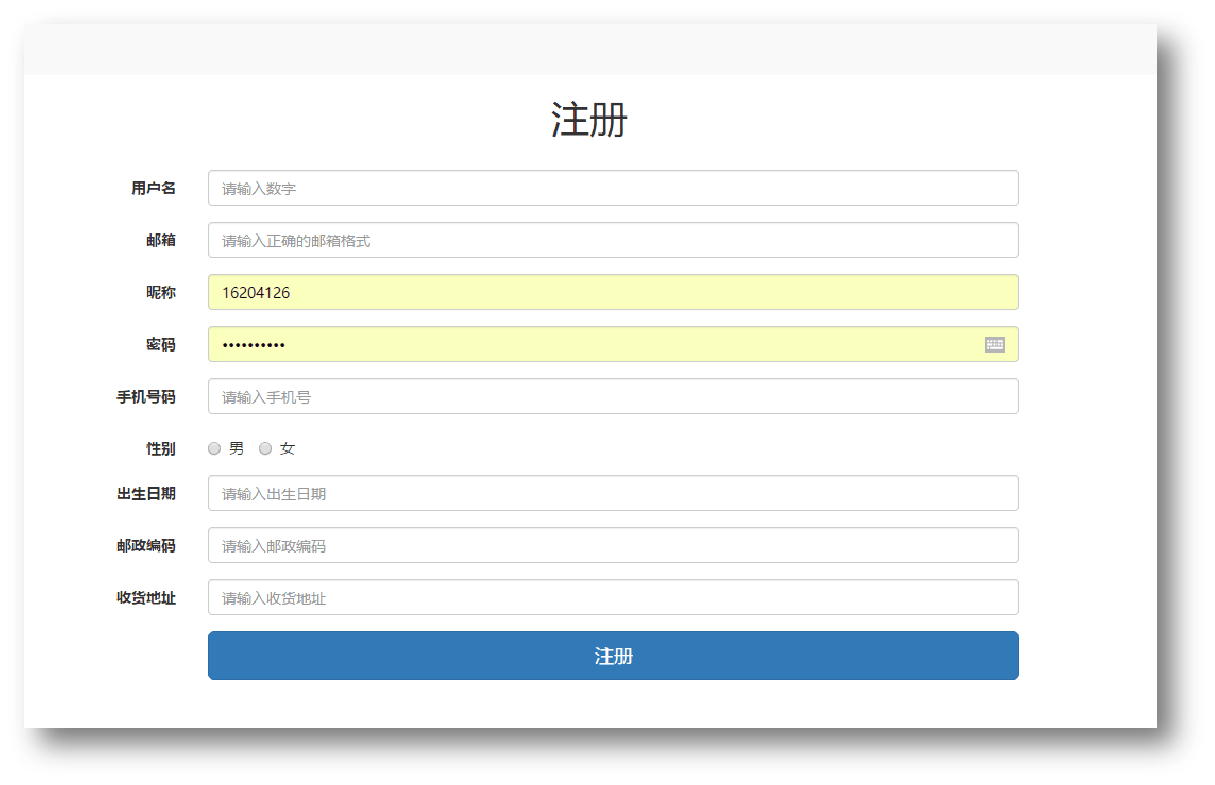 注册
用户名 请输入数字
邮箱 请输入正确的邮箱格式
昵称 16204126
密码 ••••••••••
手机号码 请输入手机号
性别 男 女
出生日期 请输入出生日期
邮政编码 请输入邮政编码
收货地址 请输入收货地址
注册